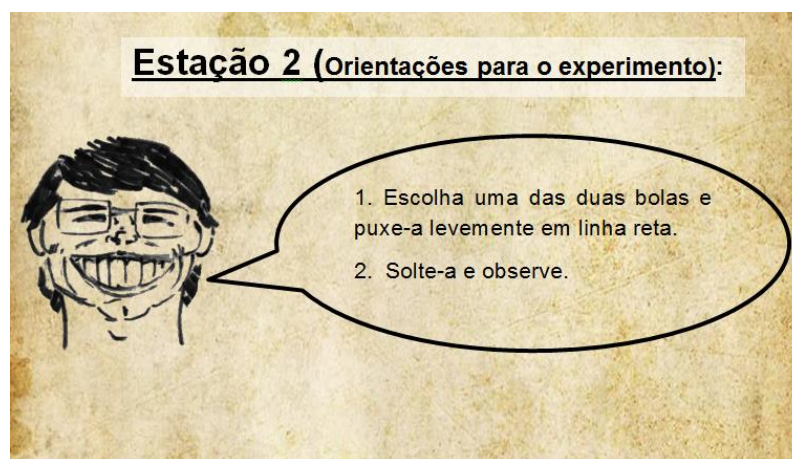 Estação 2 (Orientações para o experimento):
1. Escolha uma das duas bolas e
puxe-a levemente em linha reta.
2. Solte-a e observe.